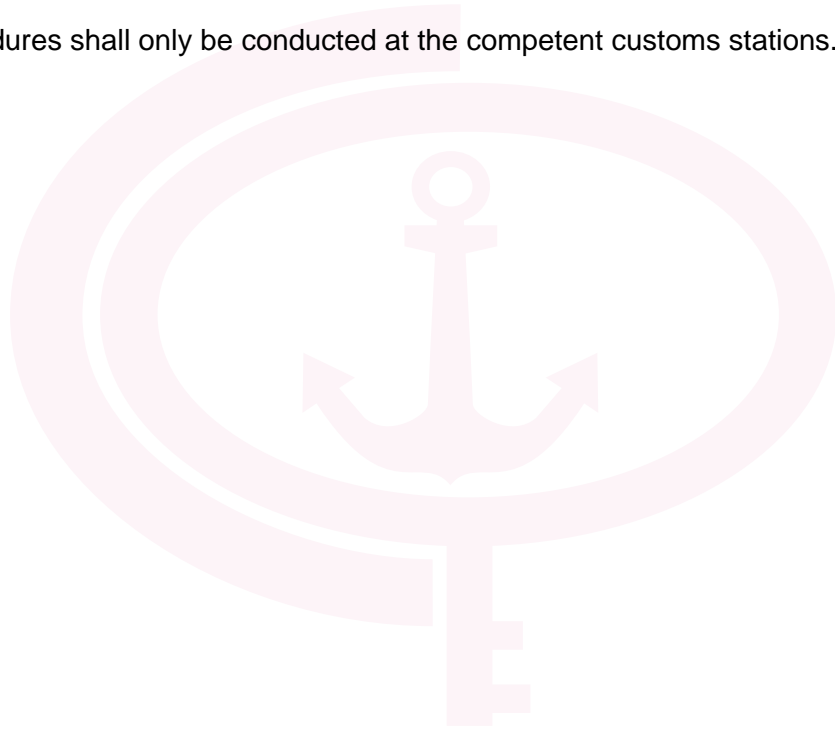 dures shall only be conducted at the competent customs stations.